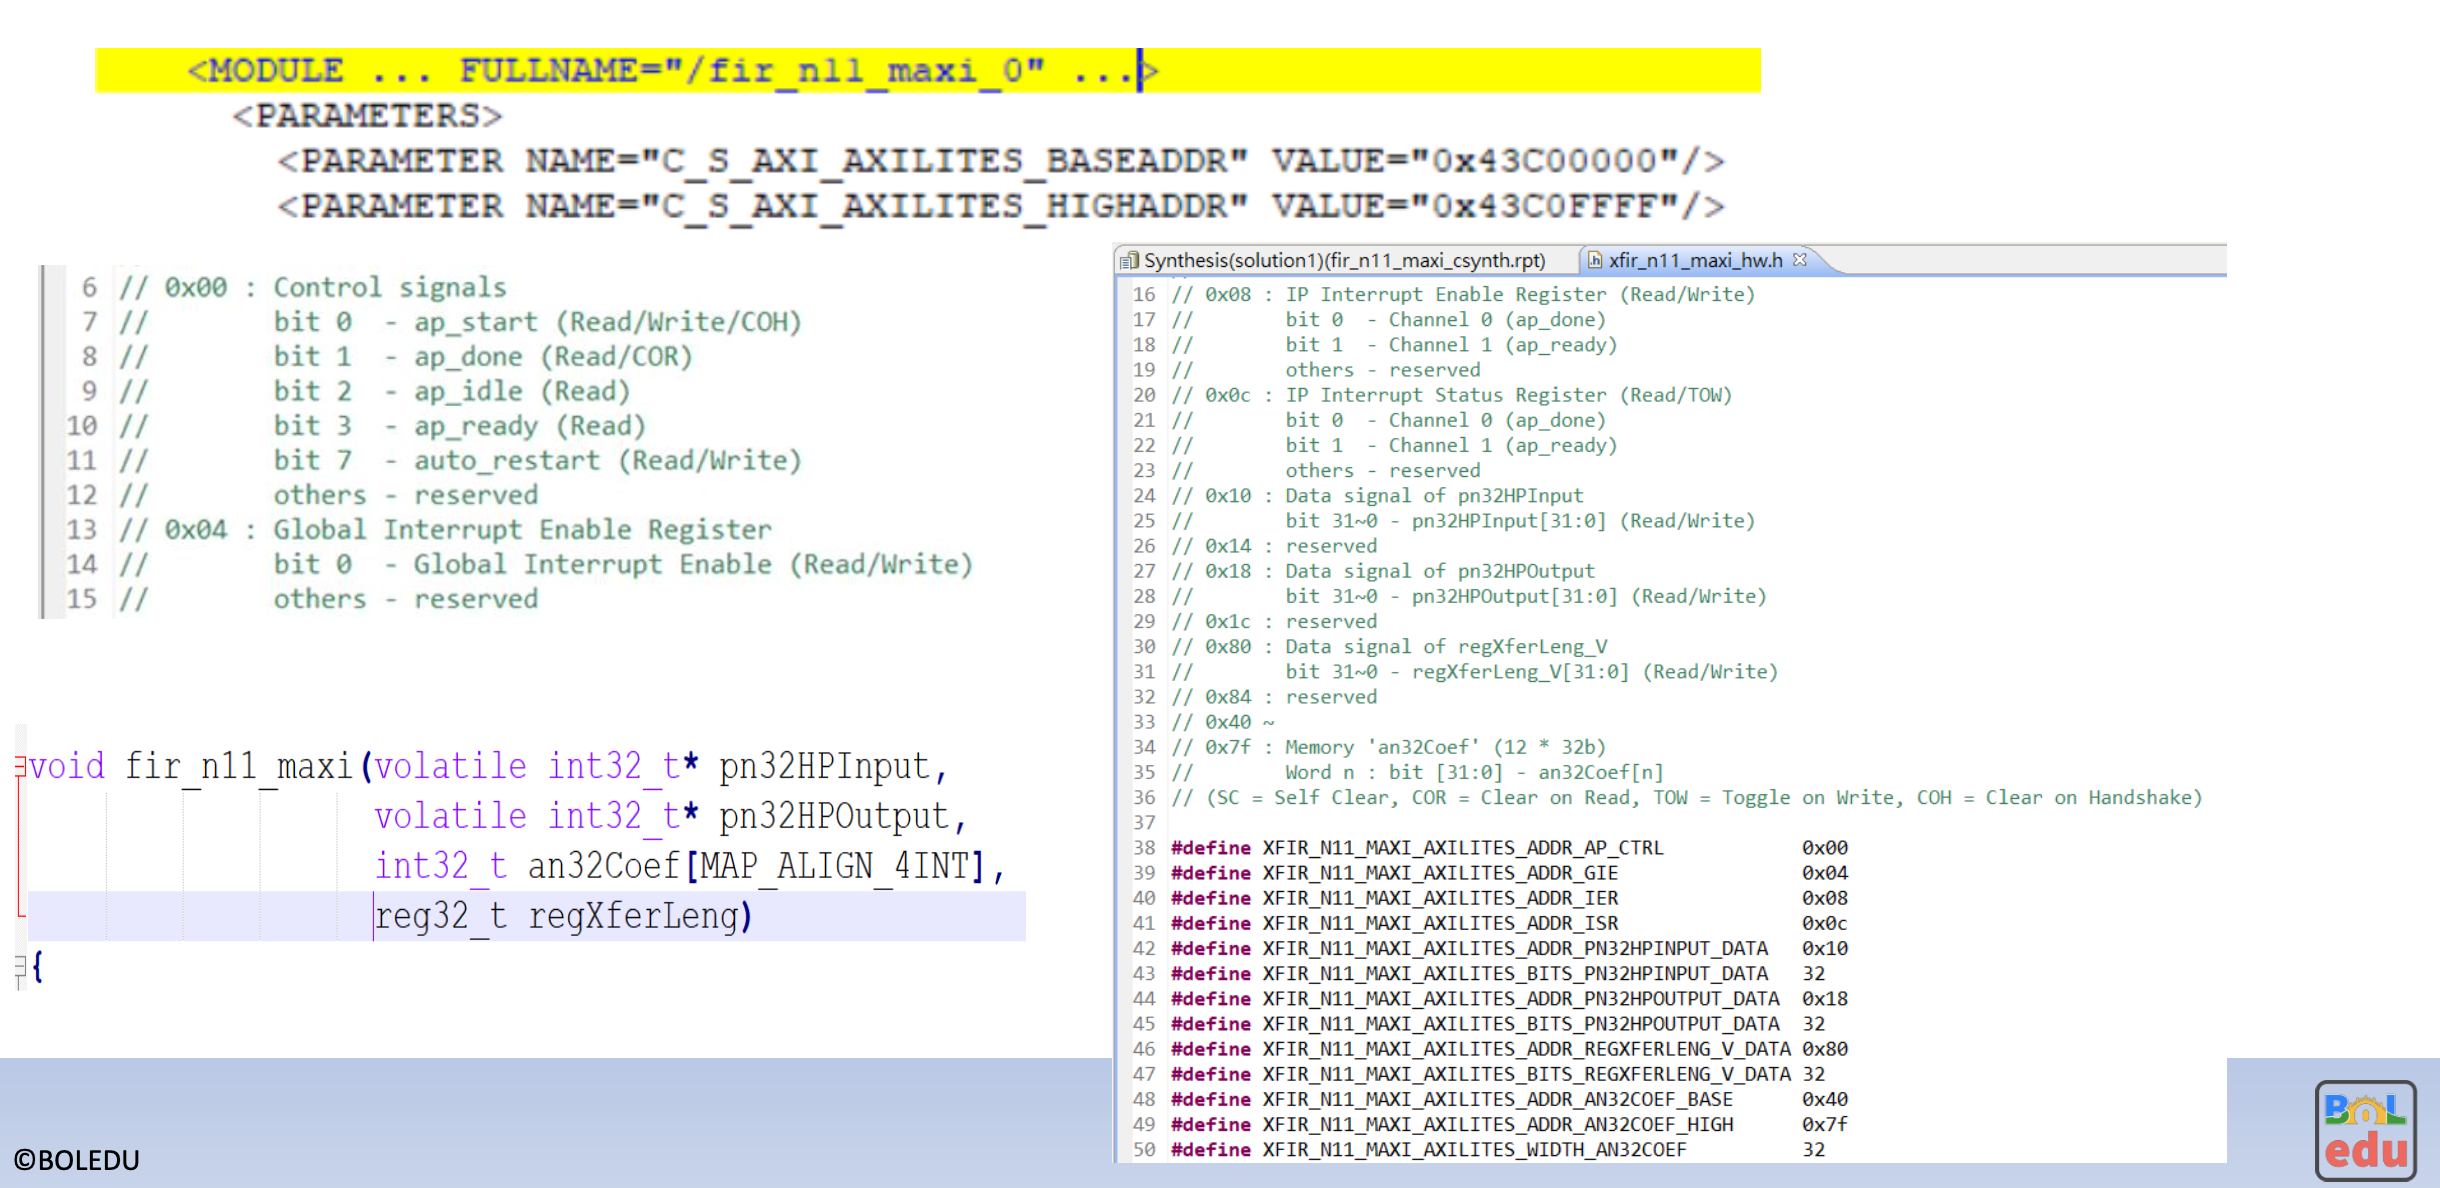 <MODULE ... FULLNAME="/fir_n11_maxi_0" ...>
<PARAMETERS>
<PARAMETER NAME="C_S_AXI_AXILITES_BASEADDR" VALUE="0x43C00000"/>
<PARAMETER NAME="C_S_AXI_AXILITES_HIGHADDR" VALUE="0x43C0FFFF"/>
6 // 0x00 : Control signals
7 // bit 0 - ap_start (Read/Write/COH)
8 // bit 1 - ap_done (Read/COR)
9 // bit 2 - ap_idle (Read)
10 // bit 3 - ap_ready (Read)
11 // bit 7 - auto_restart (Read/Write)
12 // others - reserved
13 // 0x04 : Global Interrupt Enable Register
14 // bit 0 - Global Interrupt Enable (Read/Write)
15 // others - reserved
void fir_n11_maxi(volatile int32_t* pn32HPInput,
volatile int32_t* pn32HPOutput,
int32_t an32Coef[MAP_ALIGN_4INT],
reg32_t regXferLeng)
{
Synthesis(solution1)(fir_n11_maxi_csynth.rpt) xfir_n11_maxi_hw.h
16 // 0x08 : IP Interrupt Enable Register (Read/Write)
17 // bit 0 - Channel 0 (ap_done)
18 // bit 1 - Channel 1 (ap_ready)
19 // others - reserved
20 // 0x0c : IP Interrupt Status Register (Read/TOW)
21 // bit 0 - Channel 0 (ap_done)
22 // bit 1 - Channel 1 (ap_ready)
23 // others - reserved
24 // 0x10 : Data signal of pn32HPInput
25 // bit 31~0 - pn32HPInput[31:0] (Read/Write)
26 // 0x14 : reserved
27 // 0x18 : Data signal of pn32HPOutput
28 // bit 31~0 - pn32HPOutput[31:0] (Read/Write)
29 // 0x1c : reserved
30 // 0x80 : Data signal of regXferLeng_V
31 // bit 31~0 - regXferLeng_V[31:0] (Read/Write)
32 // 0x84 : reserved
33 // 0x40 ~
34 // 0x7f : Memory 'an32Coef' (12 * 32b)
35 // Word n : bit [31:0] - an32Coef[n]
36 // (SC = Self Clear, COR = Clear on Read, TOW = Toggle on Write, COH = Clear on Handshake)
37
38 #define XFIR_N11_MAXI_AXILITES_ADDR_AP_CTRL 0x00
39 #define XFIR_N11_MAXI_AXILITES_ADDR_GIE 0x04
40 #define XFIR_N11_MAXI_AXILITES_ADDR_IER 0x08
41 #define XFIR_N11_MAXI_AXILITES_ADDR_ISR 0x0c
42 #define XFIR_N11_MAXI_AXILITES_ADDR_PN32HPINPUT_DATA 0x10
43 #define XFIR_N11_MAXI_AXILITES_BITS_PN32HPINPUT_DATA 32
44 #define XFIR_N11_MAXI_AXILITES_ADDR_PN32HPOUTPUT_DATA 0x18
45 #define XFIR_N11_MAXI_AXILITES_BITS_PN32HPOUTPUT_DATA 32
46 #define XFIR_N11_MAXI_AXILITES_ADDR_REGXFERLENG_V_DATA 0x80
47 #define XFIR_N11_MAXI_AXILITES_BITS_REGXFERLENG_V_DATA 32
48 #define XFIR_N11_MAXI_AXILITES_ADDR_AN32COEF_BASE 0x40
49 #define XFIR_N11_MAXI_AXILITES_ADDR_AN32COEF_HIGH 0x7f
50 #define XFIR_N11_MAXI_AXILITES_WIDTH_AN32COEF 32
©BOLEDU
BOL
edu